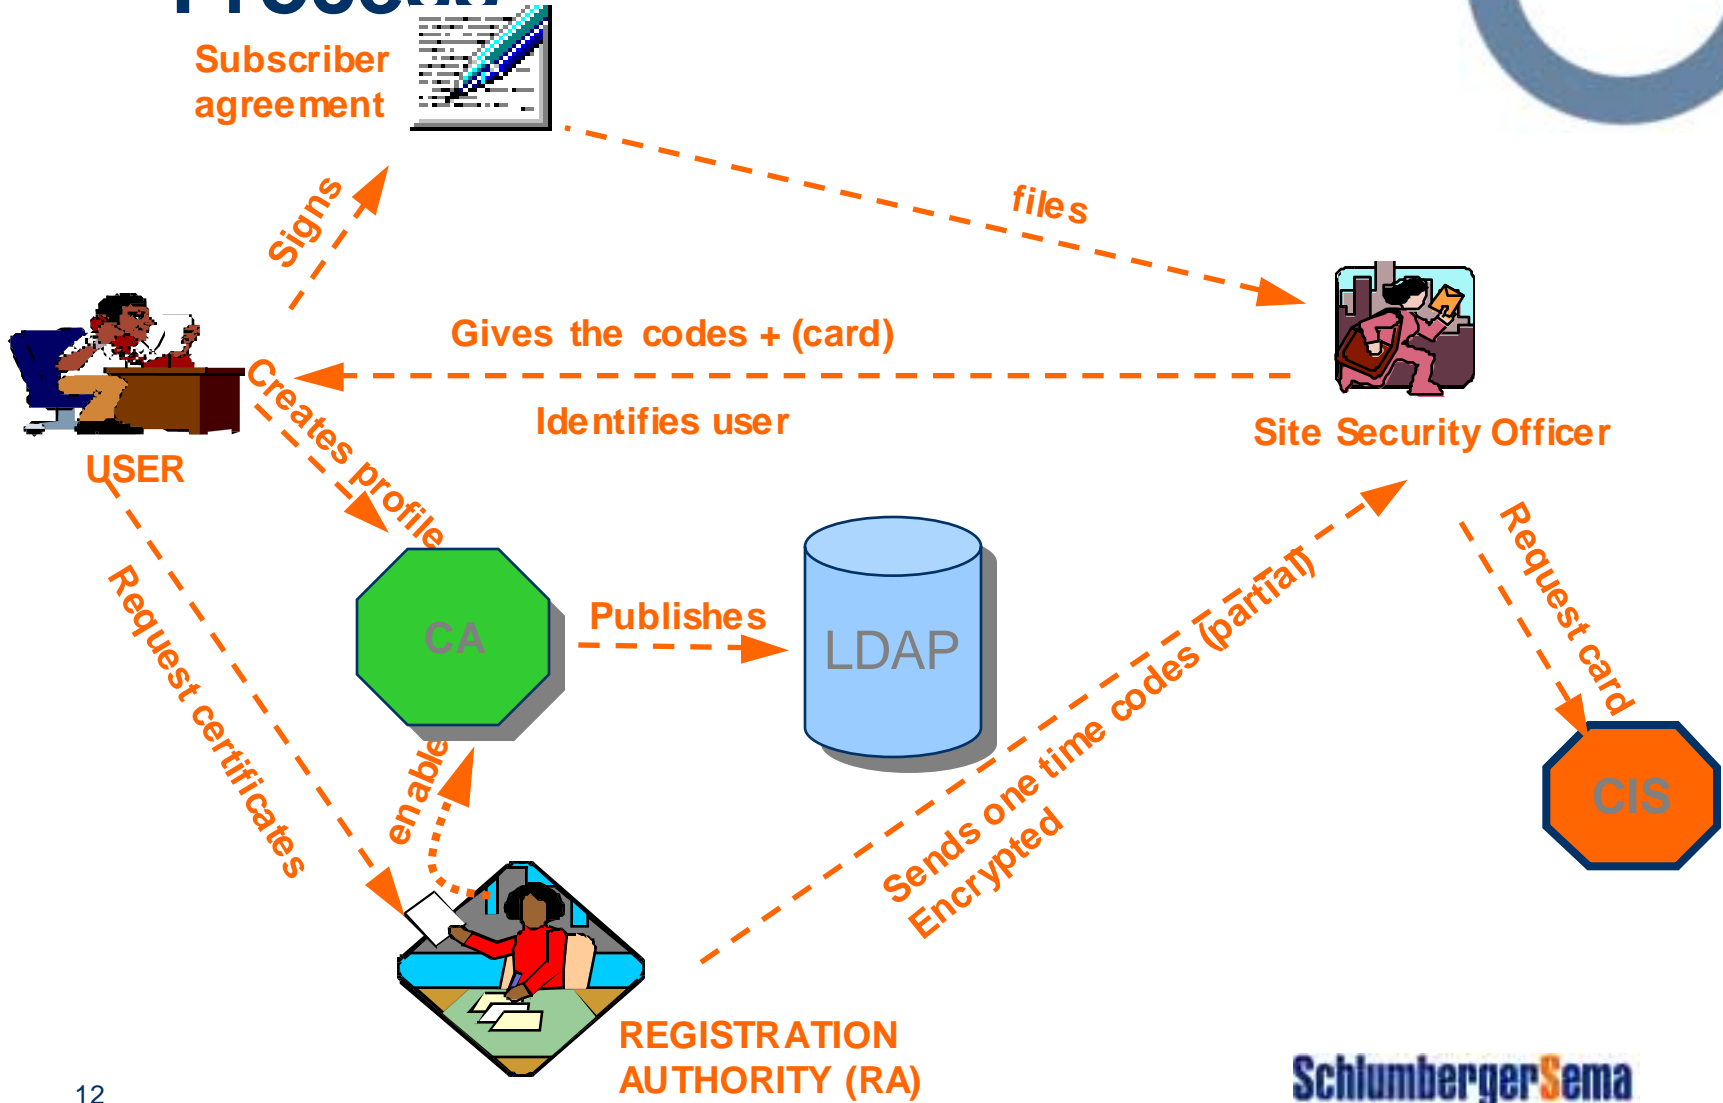 Process
Subscriber
agreement
Signs
files
Gives the codes + (card)
Identifies user
USER
Creates profile
Site Security Officer
Request certificates
CA
Publishes
LDAP
enable
Sends one time codes (partial)
Encrypted
Request card
CIS
REGISTRATION
AUTHORITY (RA)
12
SchlumbergerSema